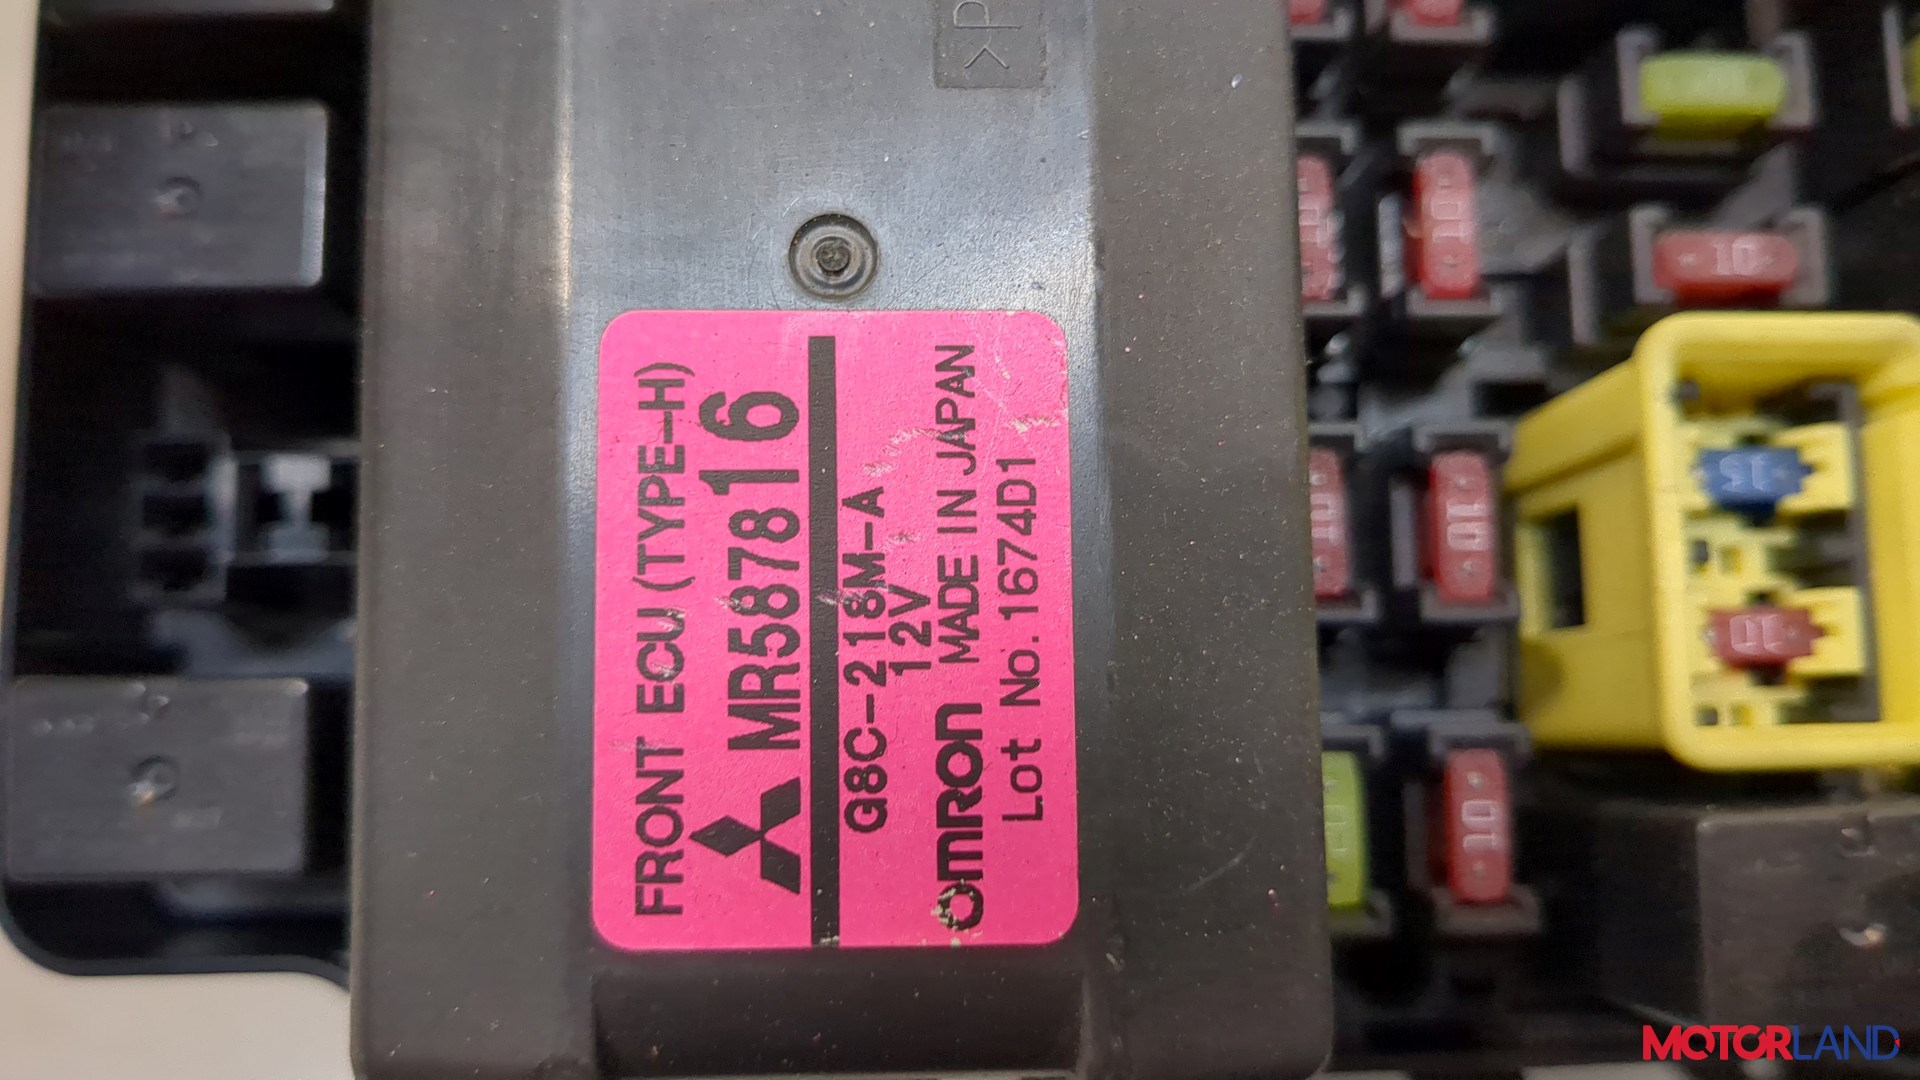 FRONT ECU (TYPE-H)
MR587816
G8C-218M-A
12V
OMRON MADE IN JAPAN
Lot No. 1674D1
>P
10
10
10
10
10
15
10
10
MOTORLAND